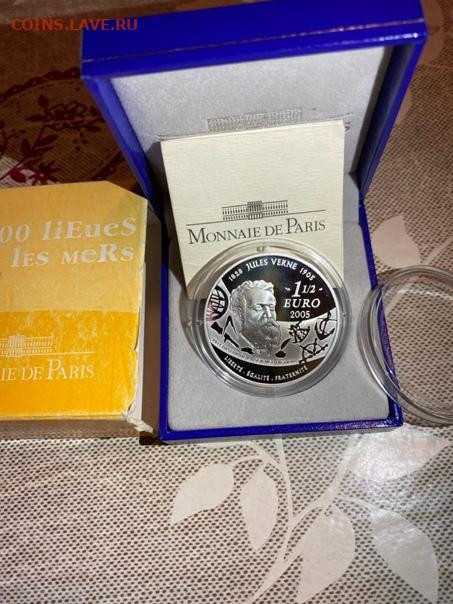 COINS.LAVE.RU
00 liEueS
lES MeRs
AIE DE PARIS
MONNAIE DE PARIS
1828 JULES VERNE 1905
1 1/2
EURO
2005
LIBERTÉ · ÉGALITÉ · FRATERNITÉ